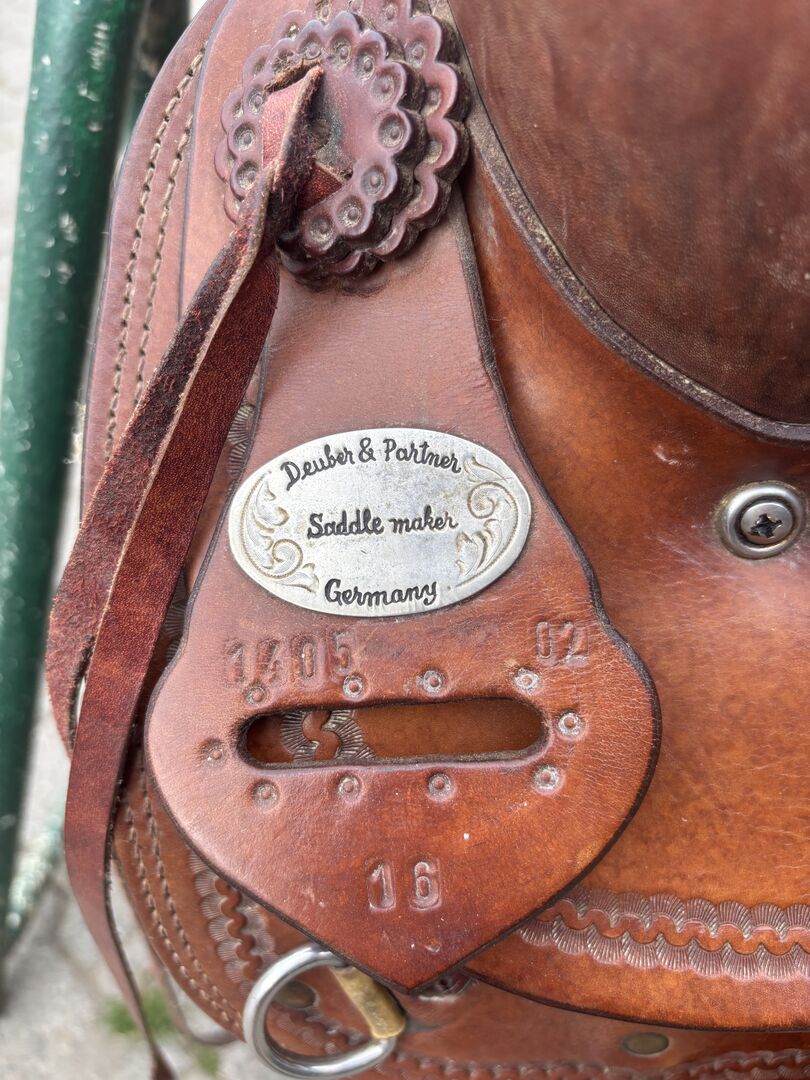 Deuber & Partner
Saddle maker
Germany
1405 02
16